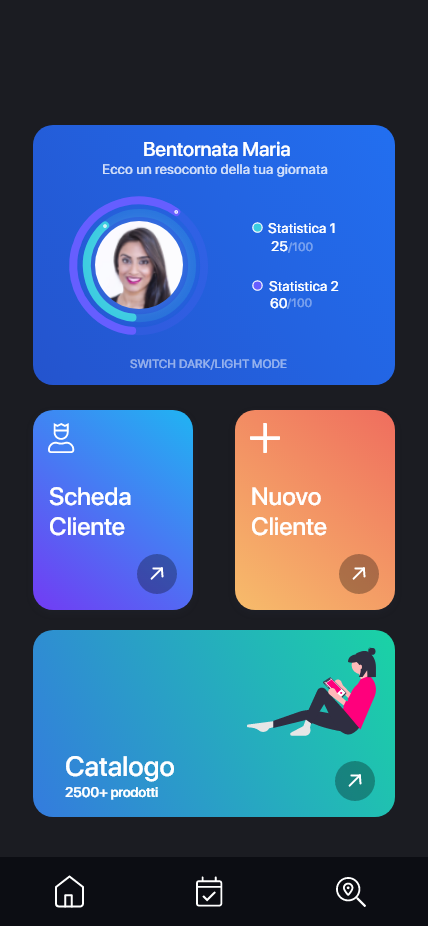 Bentornata Maria
Ecco un resoconto della tua giornata
Statistica 1
25/100
Statistica 2
60/100
SWITCH DARK/LIGHT MODE
Scheda
Cliente
Nuovo
Cliente
Catalogo
2500+ prodotti